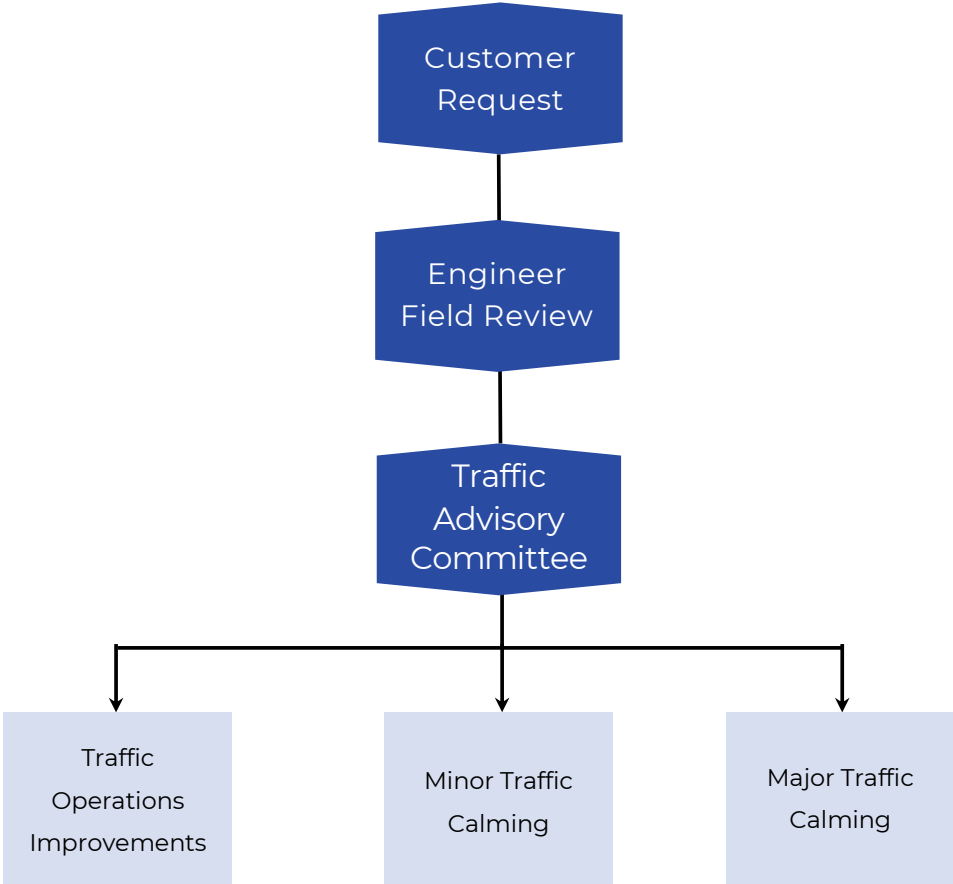 Customer
Request
Engineer
Field Review
Traffic
Advisory
Committee
Traffic
Operations
Improvements
Minor Traffic
Calming
Major Traffic
Calming